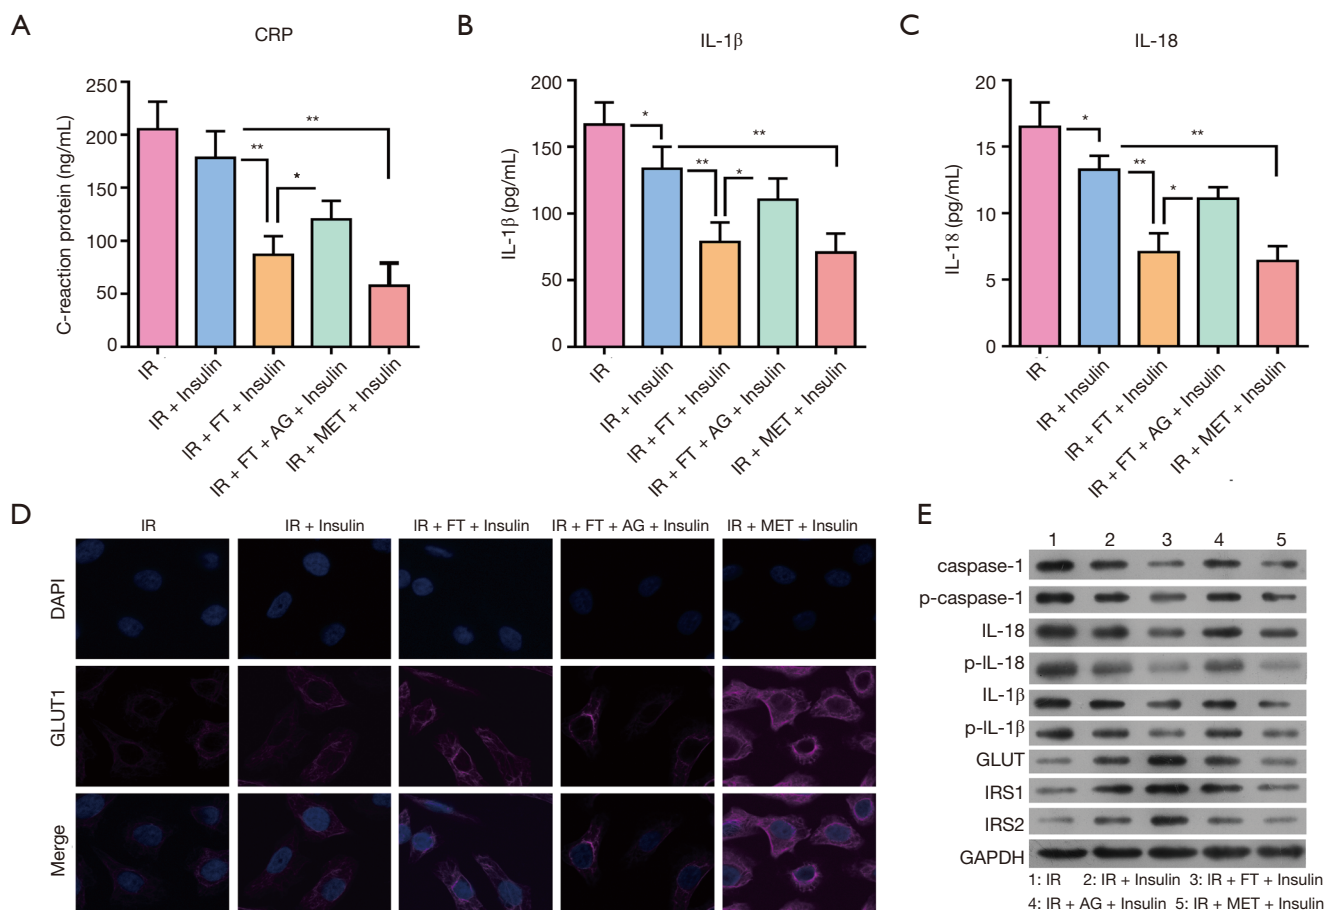 A
CRP
C-reaction protein (ng/mL)
250
200
150
100
50
0
**
**
*
IR
IR + Insulin
IR + FT + Insulin
IR + FT + AG + Insulin
IR + MET + Insulin
B
IL-1β
IL-1β (pg/mL)
200
150
100
50
0
*
**
**
*
IR
IR + Insulin
IR + FT + Insulin
IR + FT + AG + Insulin
IR + MET + Insulin
C
IL-18
IL-18 (pg/mL)
20
15
10
5
0
*
**
**
*
IR
IR + Insulin
IR + FT + Insulin
IR + FT + AG + Insulin
IR + MET + Insulin
D
IR IR + Insulin IR + FT + Insulin IR + FT + AG + Insulin IR + MET + Insulin
DAPI
GLUT1
Merge
E
1 2 3 4 5
caspase-1
p-caspase-1
IL-18
p-IL-18
IL-1β
p-IL-1β
GLUT
IRS1
IRS2
GAPDH
1: IR 2: IR + Insulin 3: IR + FT + Insulin
4: IR + AG + Insulin 5: IR + MET + Insulin